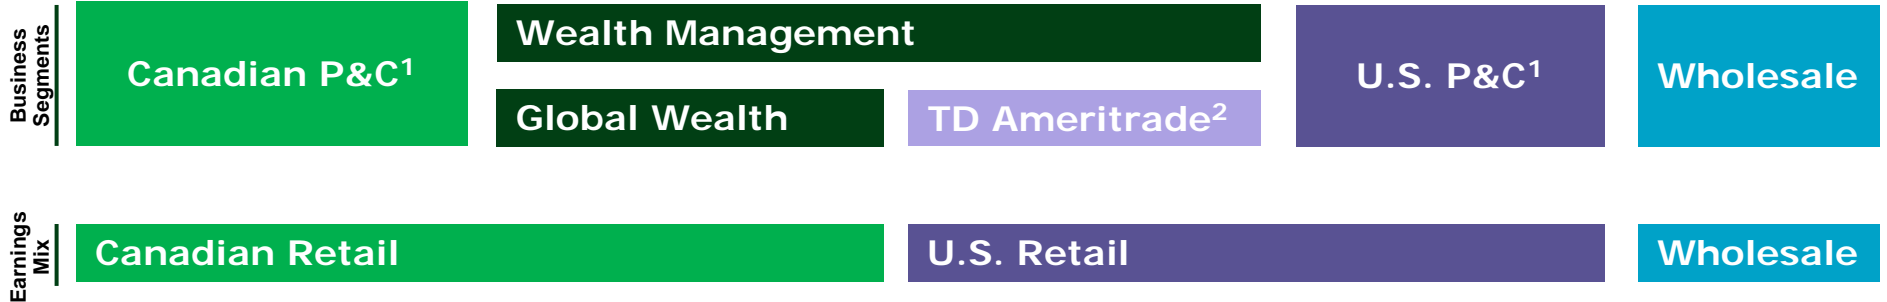 Business
Segments
Canadian P&C¹
Wealth Management
Global Wealth
TD Ameritrade²
U.S. P&C¹
Wholesale
Earnings
Mix
Canadian Retail
U.S. Retail
Wholesale